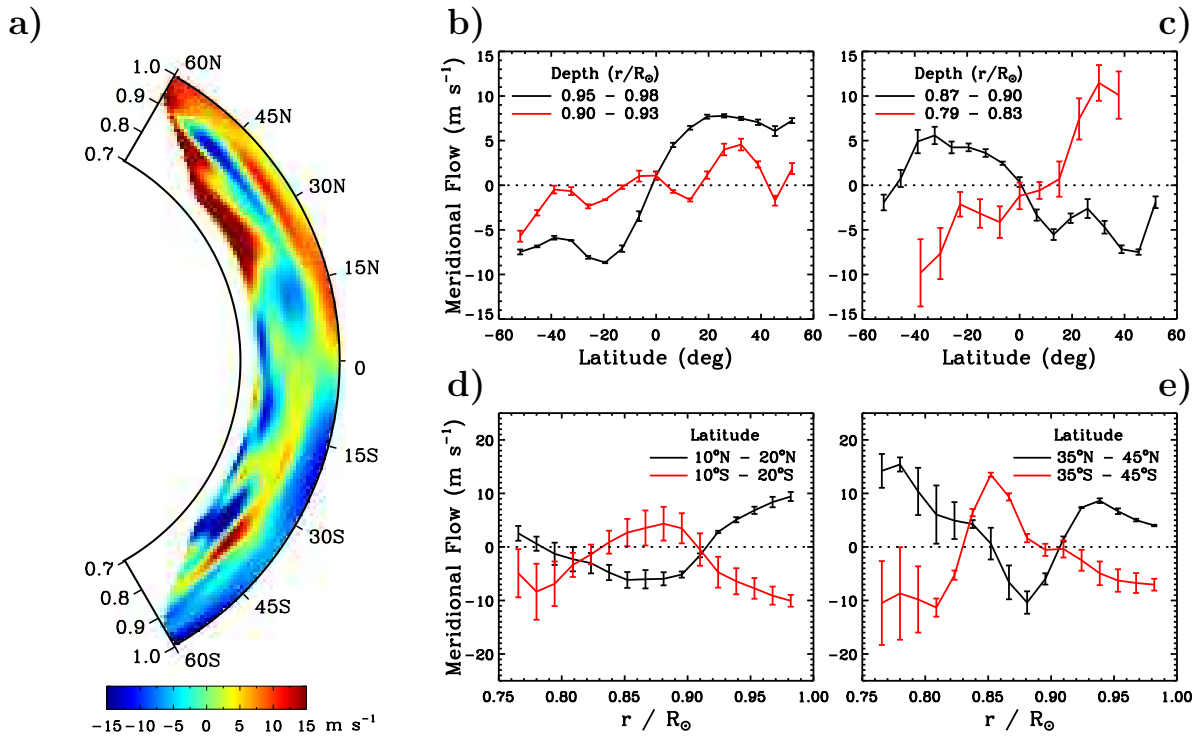 a)
1.0
60N
0.9
0.8
0.7
45N
30N
15N
0
15S
30S
45S
60S
0.7
0.8
0.9
1.0
−15 −10 −5 0 5 10 15 m s⁻¹
b)
Meridional Flow (m s⁻¹)
15
10
5
0
−5
−10
−15
Depth (r/R☉)
0.95 − 0.98
0.90 − 0.93
−60 −40 −20 0 20 40 60
Latitude (deg)
c)
15
10
5
0
−5
−10
−15
Depth (r/R☉)
0.87 − 0.90
0.79 − 0.83
−60 −40 −20 0 20 40 60
Latitude (deg)
d)
Meridional Flow (m s⁻¹)
20
10
0
−10
−20
Latitude
10°N − 20°N
10°S − 20°S
0.75 0.80 0.85 0.90 0.95 1.00
r / R☉
e)
20
10
0
−10
−20
Latitude
35°N − 45°N
35°S − 45°S
0.75 0.80 0.85 0.90 0.95 1.00
r / R☉